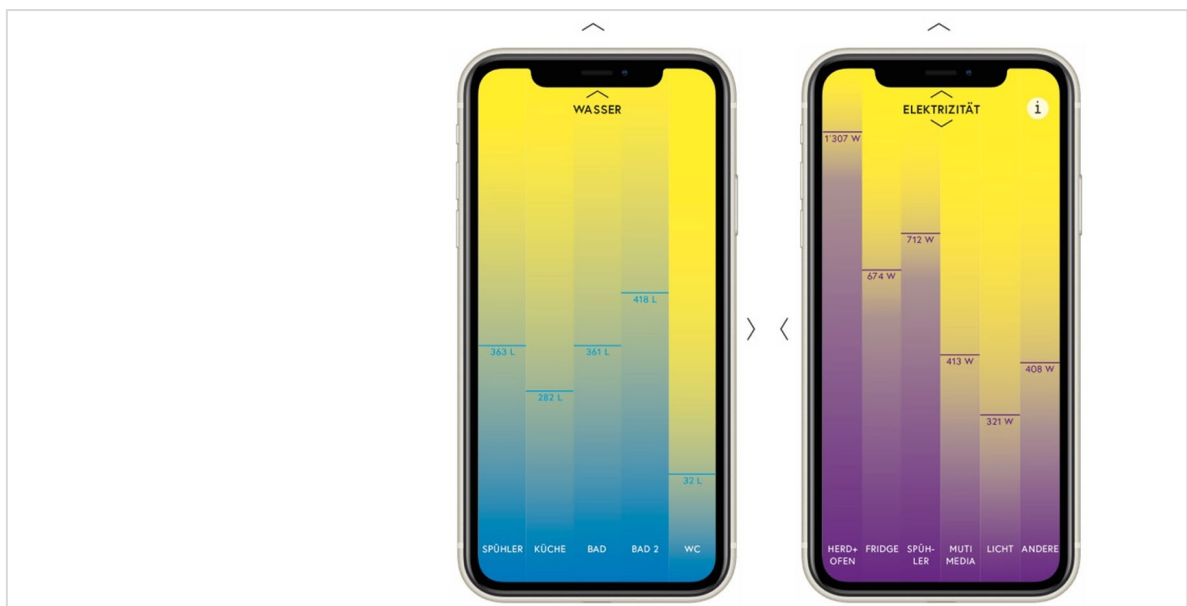 WASSER
363 L
282 L
361 L
418 L
32 L
SPÜHLER KÜCHE BAD BAD 2 WC
ELEKTRIZITÄT
i
1'307 W
674 W
712 W
413 W
321 W
408 W
HERD+
OFEN
FRIDGE
SPÜH-
LER
MUTI
MEDIA
LICHT
ANDERE